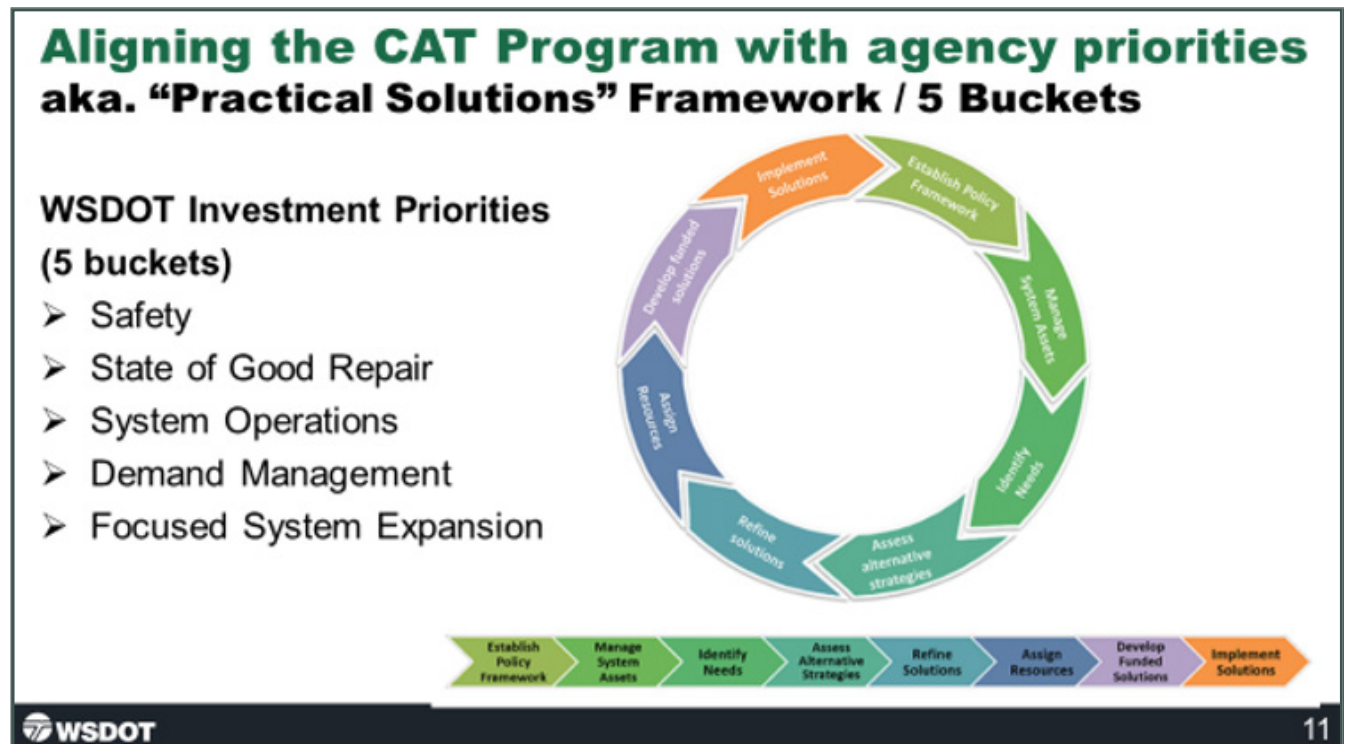 Aligning the CAT Program with agency priorities
aka. “Practical Solutions” Framework / 5 Buckets
WSDOT Investment Priorities
(5 buckets)
➢ Safety
➢ State of Good Repair
➢ System Operations
➢ Demand Management
➢ Focused System Expansion
Establish Policy
Framework
Manage
System Assets
Identify
Needs
Assess
alternative
strategies
Refine
solutions
Assign
Resources
Develop funded
solutions
Implement
Solutions
Establish
Policy
Framework
Manage
System
Assets
Identify
Needs
Assess
Alternative
Strategies
Refine
Solutions
Assign
Resources
Develop
Funded
Solutions
Implement
Solutions
WSDOT
11